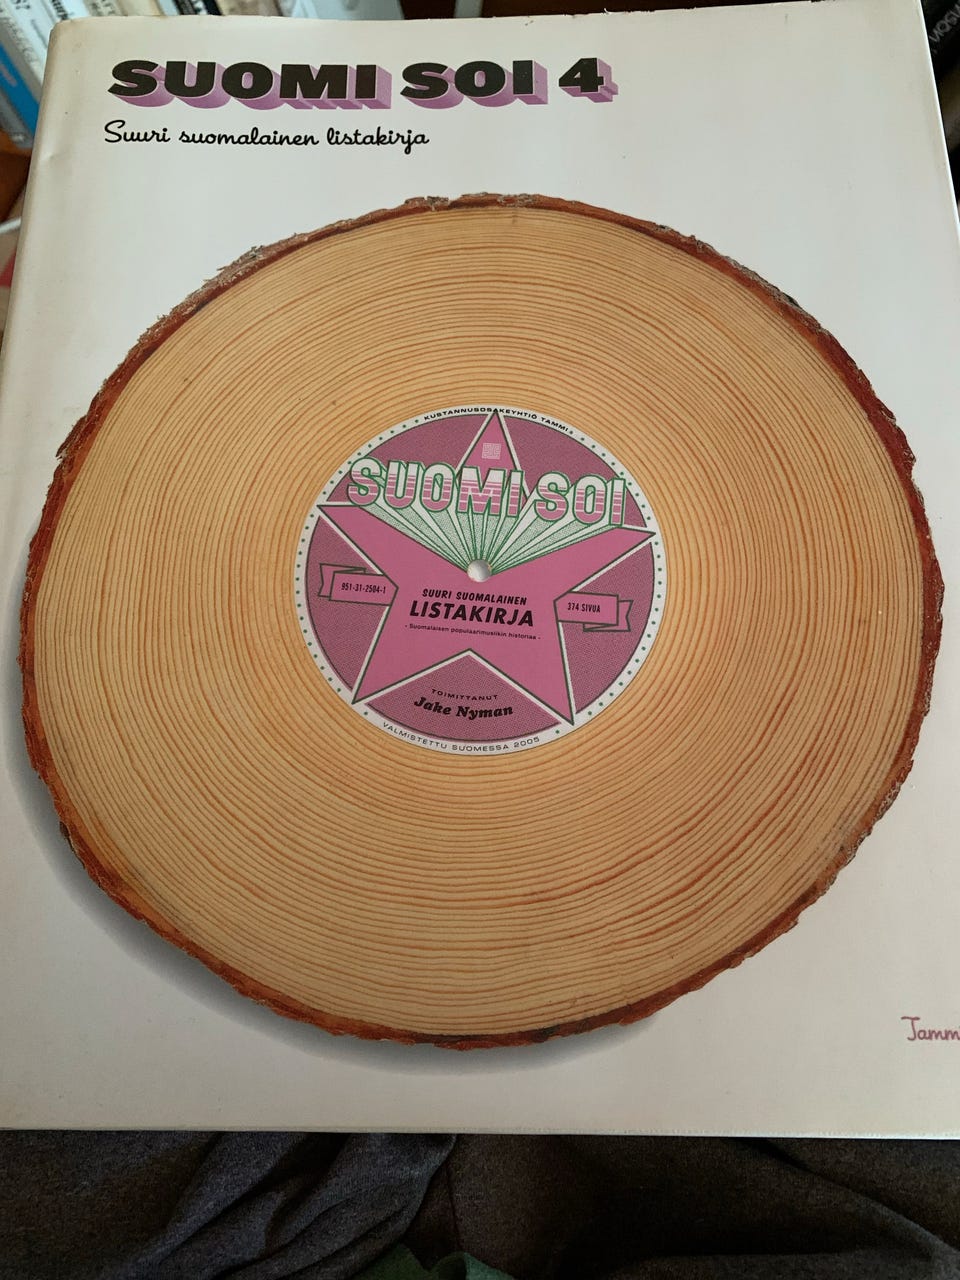 SUOMI SOI 4
Suuri suomalainen listakirja
KUSTANNUSOSAKEYHTIÖ TAMMI
SUOMI SOI
951-31-2504-1
SUURI SUOMALAINEN
LISTAKIRJA
- Suomalaisen populaarimusiikin historiaa -
374 SIVUA
TOIMITTANUT
Jake Nyman
VALMISTETTU SUOMESSA 2005
Tammi